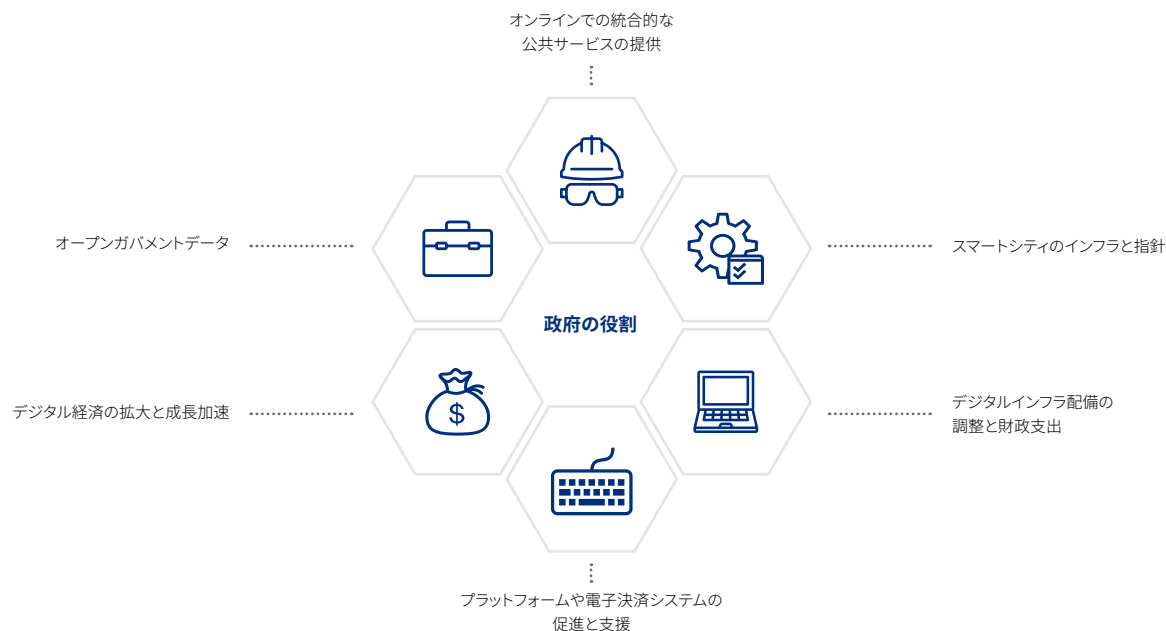 オンラインでの統合的な
公共サービスの提供
オープンガバメントデータ
スマートシティのインフラと指針
政府の役割
デジタル経済の拡大と成長加速
デジタルインフラ配備の
調整と財政支出
プラットフォームや電子決済システムの
促進と支援
$